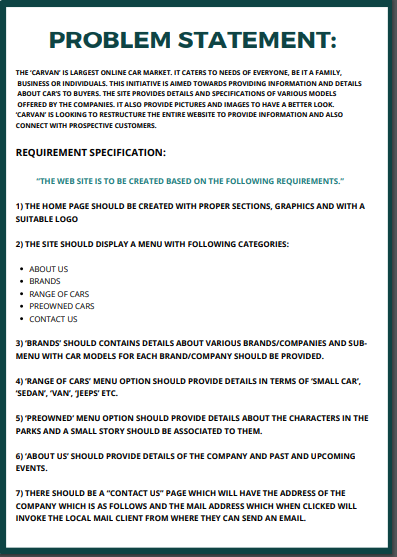 PROBLEM STATEMENT:
THE 'CARVAN' IS LARGEST ONLINE CAR MARKET. IT CATERS TO NEEDS OF EVERYONE, BE IT A FAMILY,
BUSINESS OR INDIVIDUALS. THIS INITIATIVE IS AIMED TOWARDS PROVIDING INFORMATION AND DETAILS
ABOUT CAR'S TO BUYERS. THE SITE PROVIDES DETAILS AND SPECIFICATIONS OF VARIOUS MODELS
OFFERED BY THE COMPANIES. IT ALSO PROVIDE PICTURES AND IMAGES TO HAVE A BETTER LOOK.
'CARVAN' IS LOOKING TO RESTRUCTURE THE ENTIRE WEBSITE TO PROVIDE INFORMATION AND ALSO
CONNECT WITH PROSPECTIVE CUSTOMERS.
REQUIREMENT SPECIFICATION:
"THE WEB SITE IS TO BE CREATED BASED ON THE FOLLOWING REQUIREMENTS."
1) THE HOME PAGE SHOULD BE CREATED WITH PROPER SECTIONS, GRAPHICS AND WITH A
SUITABLE LOGO
2) THE SITE SHOULD DISPLAY A MENU WITH FOLLOWING CATEGORIES:
• ABOUT US
• BRANDS
• RANGE OF CARS
• PREOWNED CARS
• CONTACT US
3) 'BRANDS' SHOULD CONTAINS DETAILS ABOUT VARIOUS BRANDS/COMPANIES AND SUB-
MENU WITH CAR MODELS FOR EACH BRAND/COMPANY SHOULD BE PROVIDED.
4) 'RANGE OF CARS' MENU OPTION SHOULD PROVIDE DETAILS IN TERMS OF 'SMALL CAR',
'SEDAN', 'VAN', 'JEEPS' ETC.
5) 'PREOWNED' MENU OPTION SHOULD PROVIDE DETAILS ABOUT THE CHARACTERS IN THE
PARKS AND A SMALL STORY SHOULD BE ASSOCIATED TO THEM.
6) 'ABOUT US' SHOULD PROVIDE DETAILS OF THE COMPANY AND PAST AND UPCOMING
EVENTS.
7) THERE SHOULD BE A "CONTACT US" PAGE WHICH WILL HAVE THE ADDRESS OF THE
COMPANY WHICH IS AS FOLLOWS AND THE MAIL ADDRESS WHICH WHEN CLICKED WILL
INVOKE THE LOCAL MAIL CLIENT FROM WHERE THEY CAN SEND AN EMAIL.